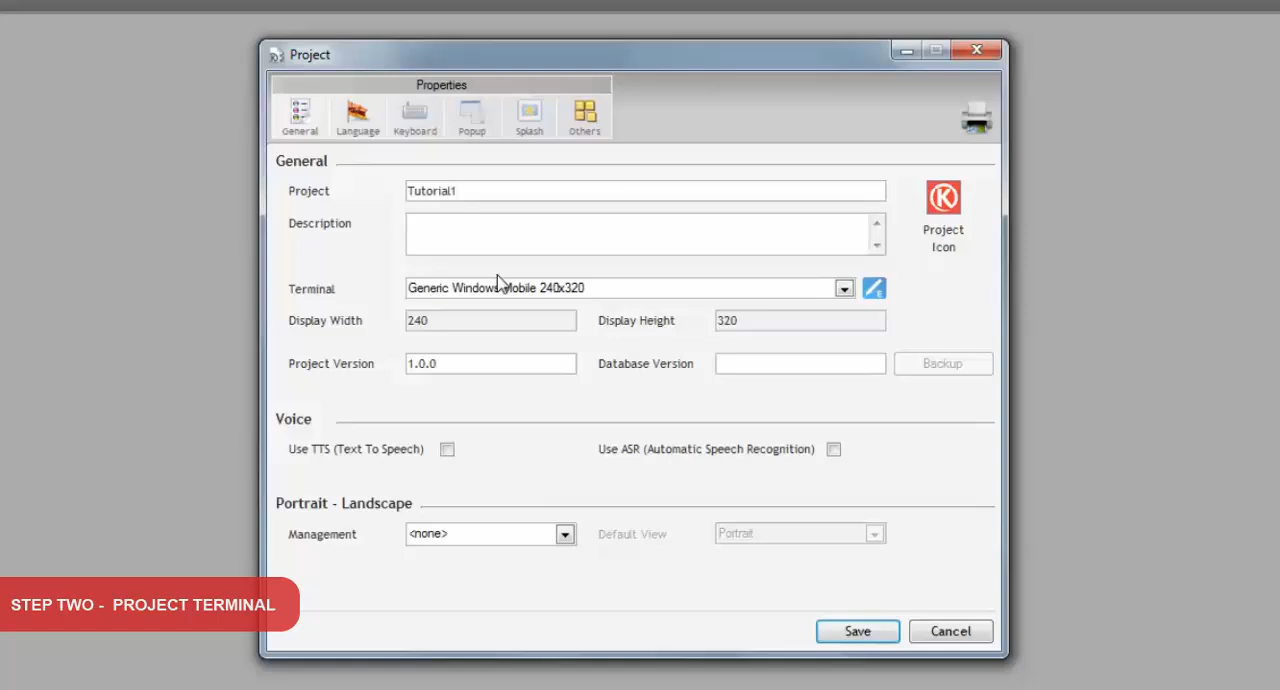 Project
Properties
General Language Keyboard Popup Splash Others
General
Project Tutorial1
K
Project
Icon
Description
Terminal Generic Windows Mobile 240x320
E
Display Width 240 Display Height 320
Project Version 1.0.0 Database Version Backup
Voice
Use TTS (Text To Speech) Use ASR (Automatic Speech Recognition)
Portrait - Landscape
Management <none> Default View Portrait
STEP TWO - PROJECT TERMINAL
Save Cancel